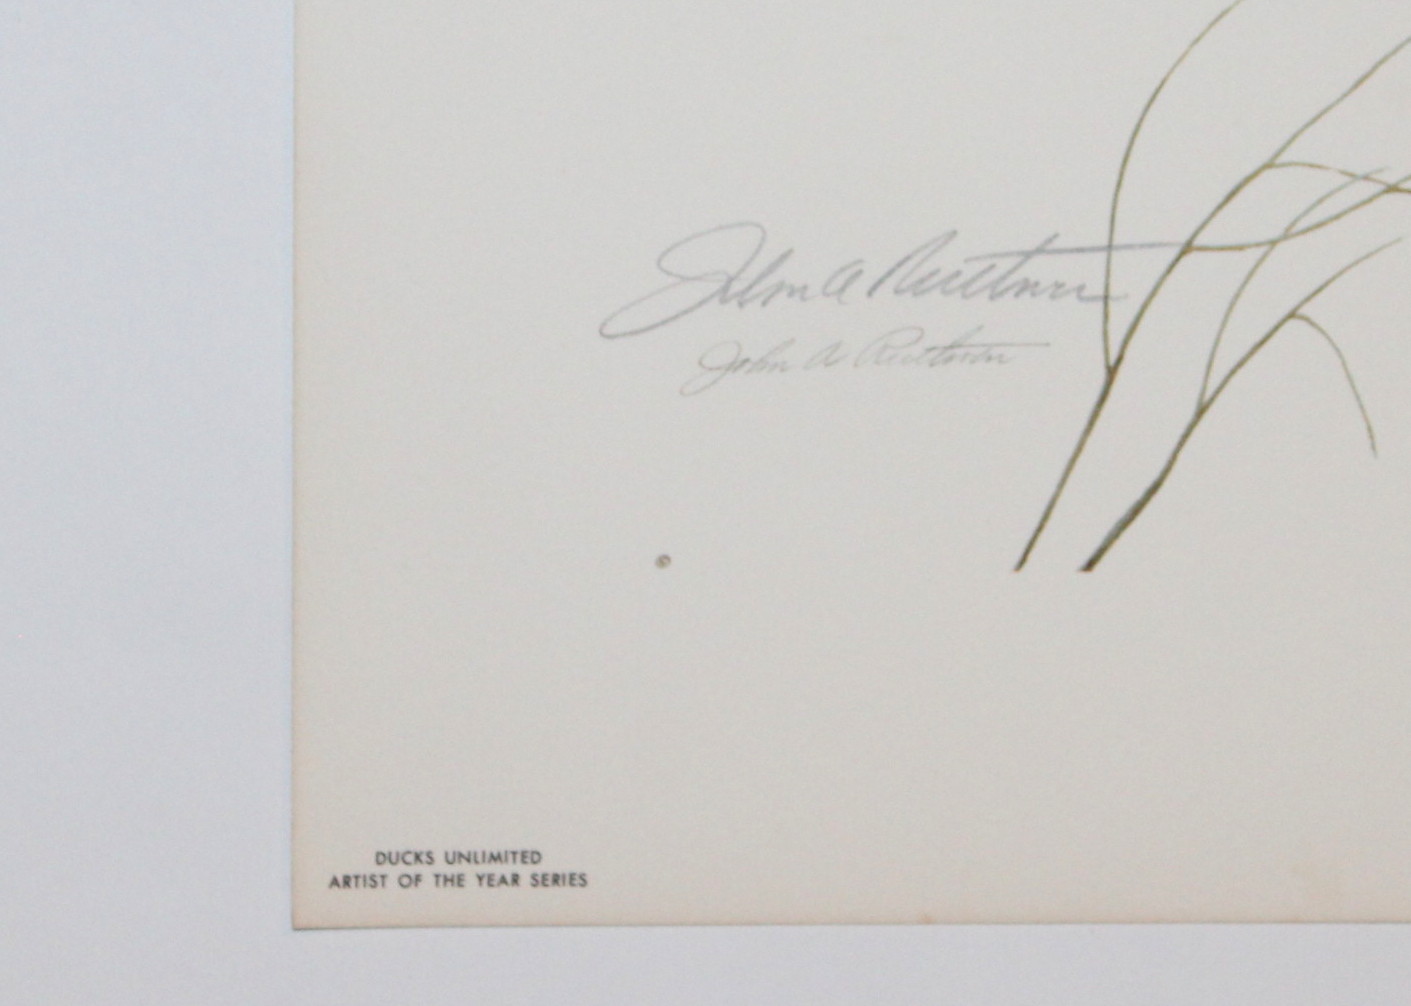 John A Ruthven
John A Ruthven
©
DUCKS UNLIMITED
ARTIST OF THE YEAR SERIES